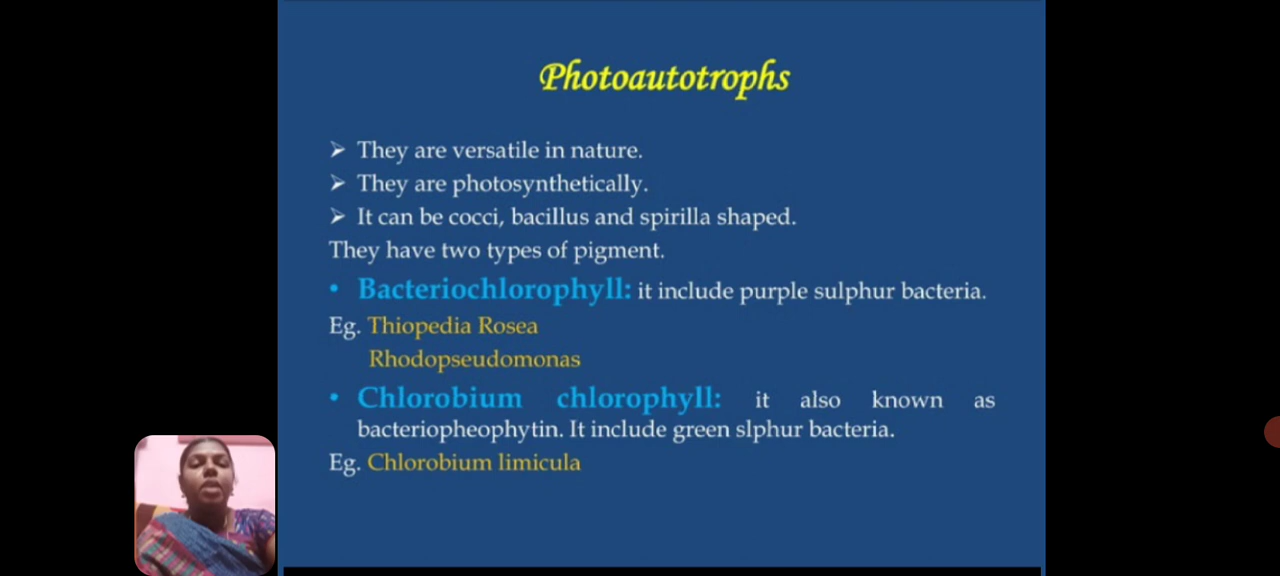 Photoautotrophs
➢ They are versatile in nature.
➢ They are photosynthetically.
➢ It can be cocci, bacillus and spirilla shaped.
They have two types of pigment.
• Bacteriochlorophyll: it include purple sulphur bacteria.
Eg. Thiopedia Rosea
Rhodopseudomonas
• Chlorobium chlorophyll: it also known as
bacteriopheophytin. It include green slphur bacteria.
Eg. Chlorobium limicula